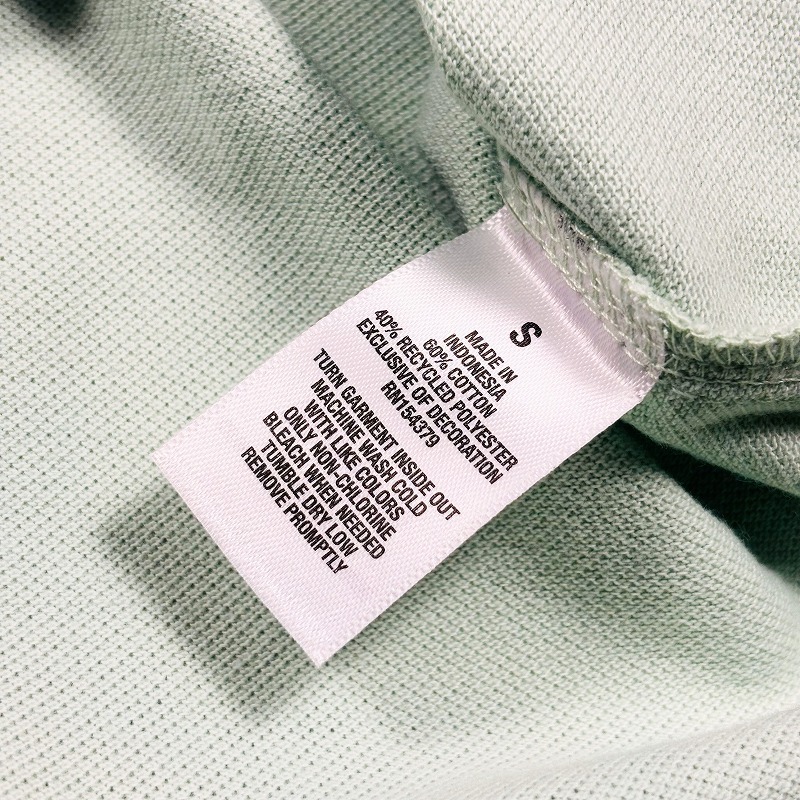 S
MADE IN
INDONESIA
60% COTTON
40% RECYCLED POLYESTER
EXCLUSIVE OF DECORATION
RN154379
TURN GARMENT INSIDE OUT
MACHINE WASH COLD
WITH LIKE COLORS
ONLY NON-CHLORINE
BLEACH WHEN NEEDED
TUMBLE DRY LOW
REMOVE PROMPTLY